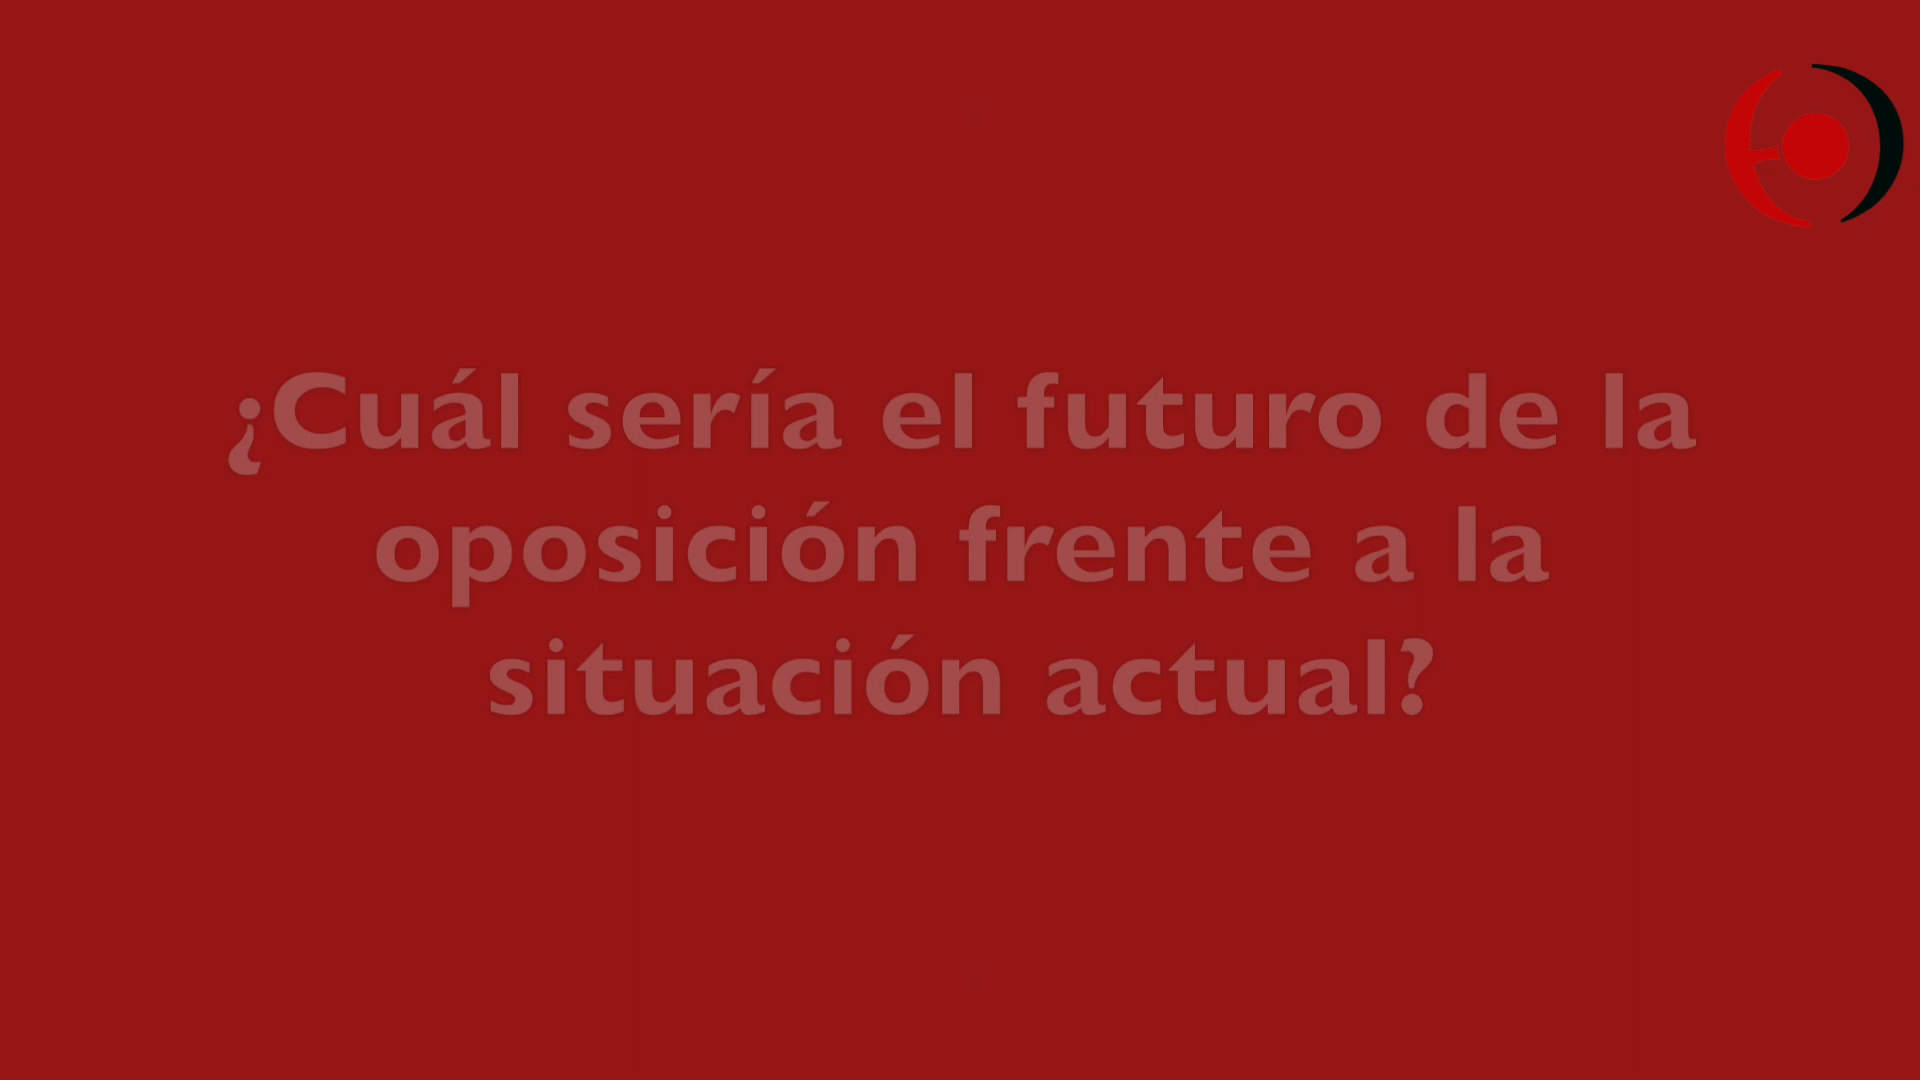 ¿Cuál sería el futuro de la
oposición frente a la
situación actual?